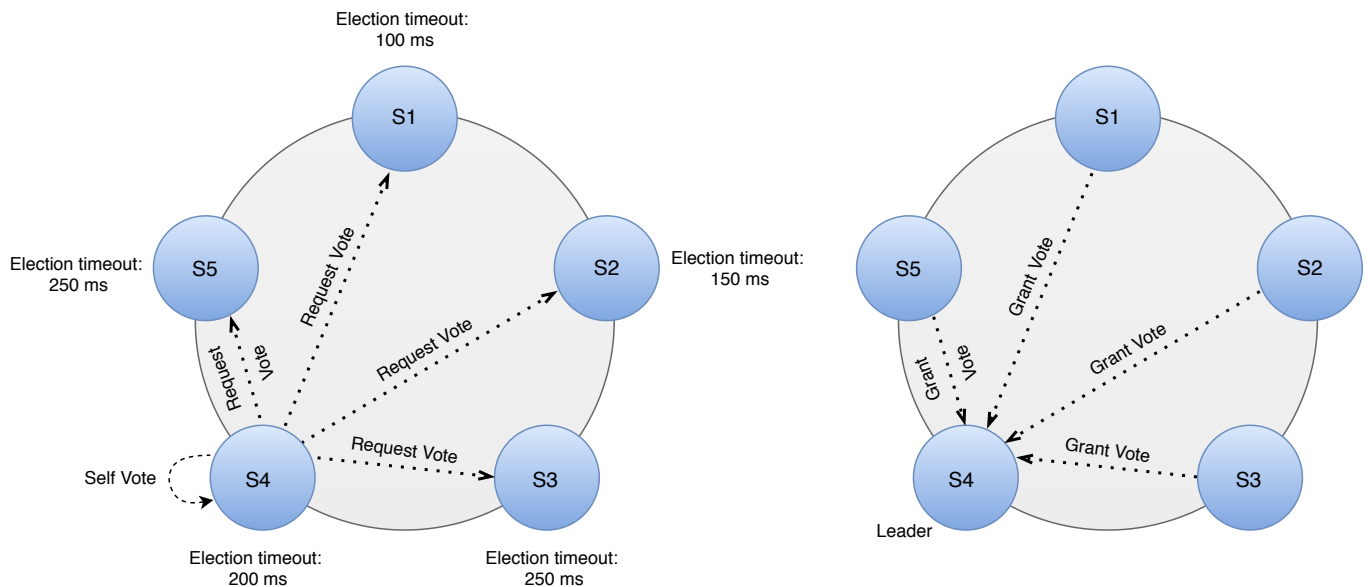 Election timeout:
100 ms
S1
Request Vote
S5
Election timeout:
250 ms
S2
Election timeout:
150 ms
Request Vote
Request
Vote
Request Vote
Self Vote
S4
S3
Election timeout:
200 ms
Election timeout:
250 ms
S1
Grant Vote
S5
S2
Grant Vote
Grant
Vote
Grant Vote
S4
S3
Leader